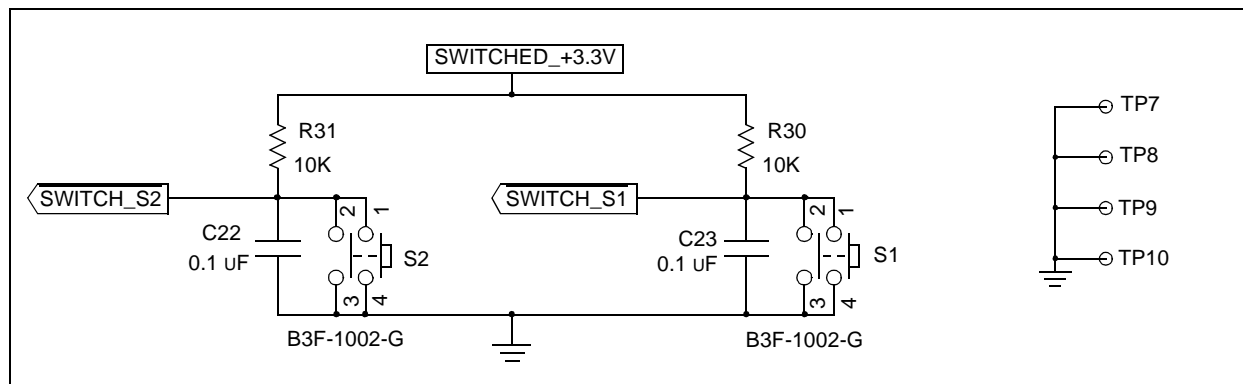 SWITCHED_+3.3V
R31
10K
R30
10K
TP7
TP8
TP9
TP10
SWITCH_S2
SWITCH_S1
2 1
2 1
C22
0.1 uF
S2
C23
0.1 uF
S1
3 4
3 4
B3F-1002-G
B3F-1002-G